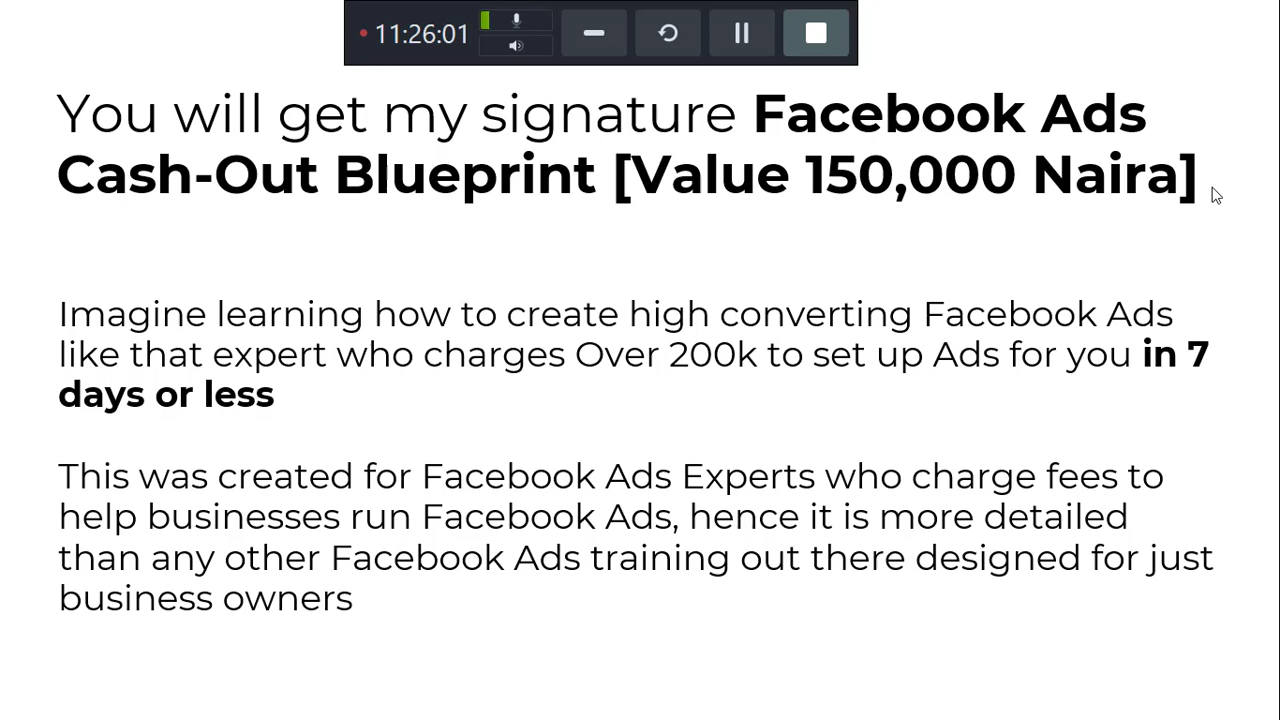 11:26:01
You will get my signature Facebook Ads
Cash-Out Blueprint [Value 150,000 Naira]
Imagine learning how to create high converting Facebook Ads
like that expert who charges Over 200k to set up Ads for you in 7
days or less
This was created for Facebook Ads Experts who charge fees to
help businesses run Facebook Ads, hence it is more detailed
than any other Facebook Ads training out there designed for just
business owners